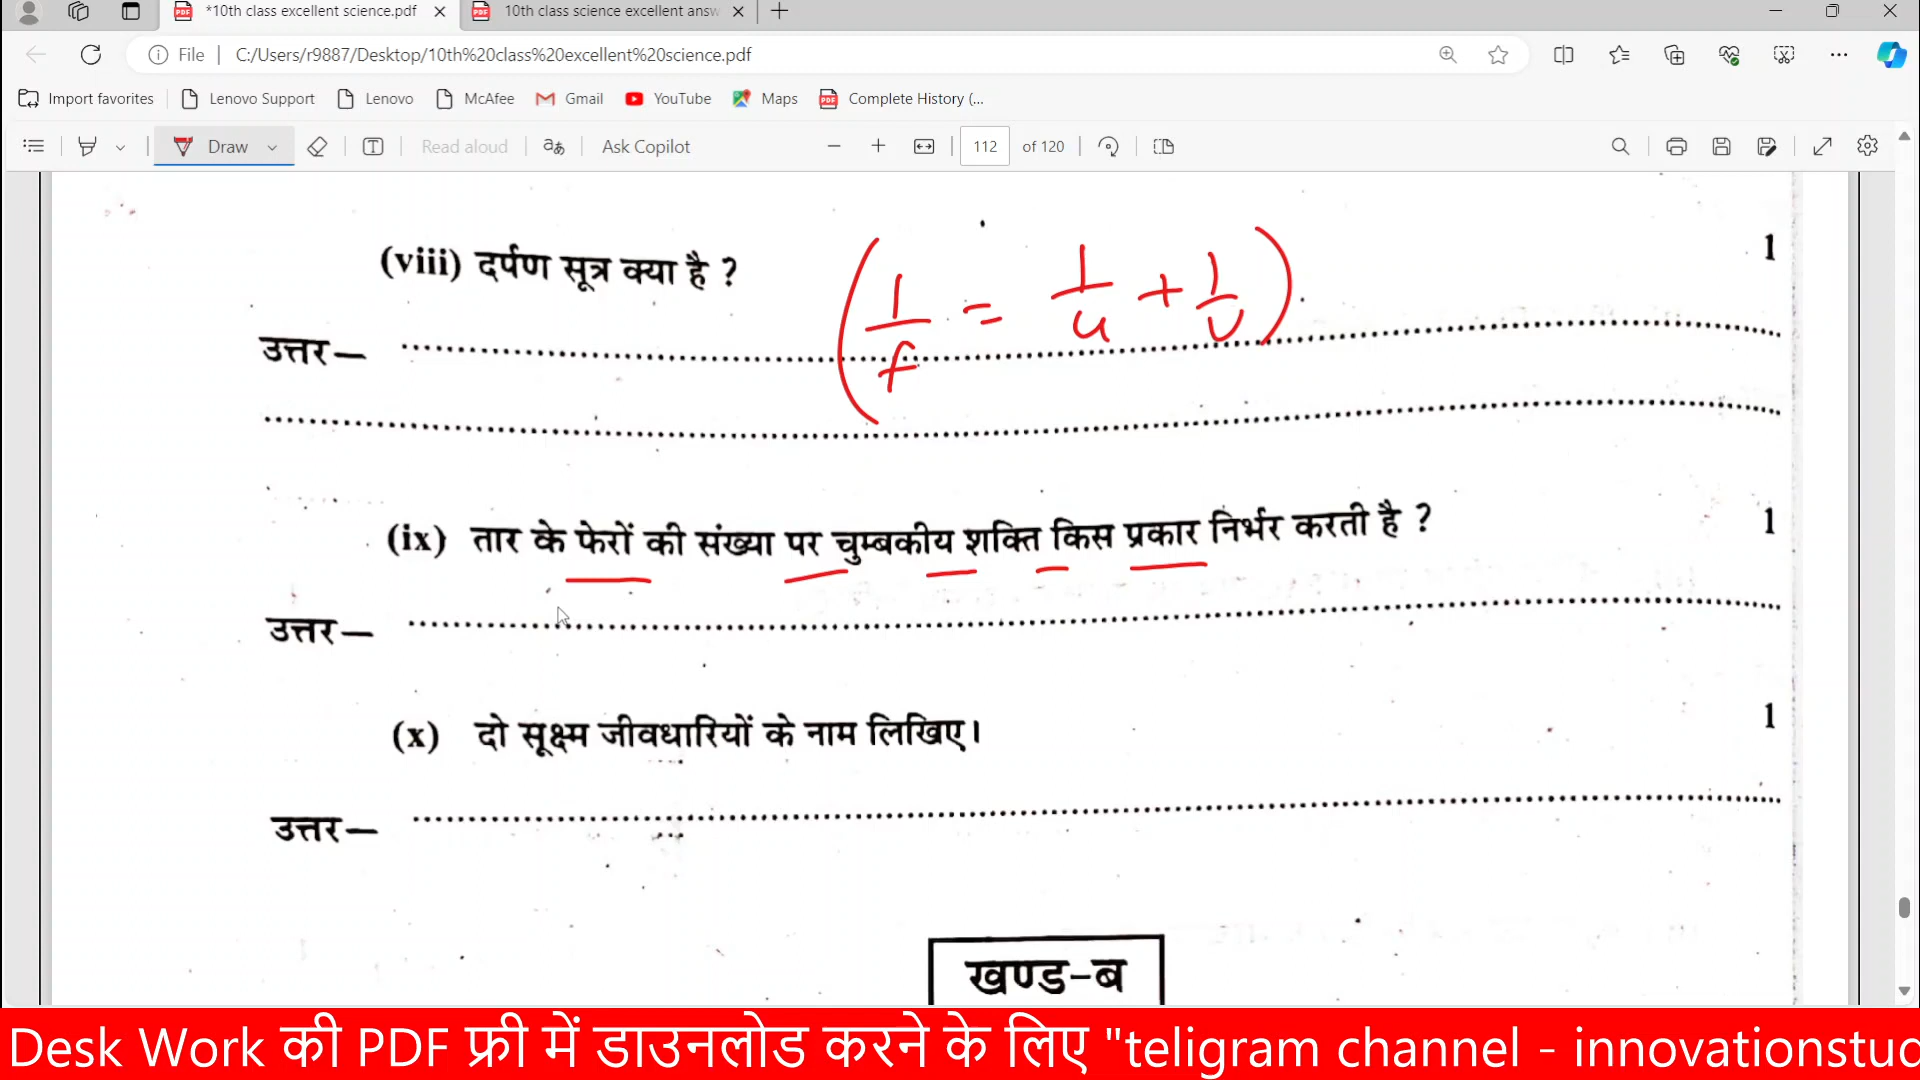 *10th class excellent science.pdf
10th class science excellent answ
File C:/Users/r9887/Desktop/10th%20class%20excellent%20science.pdf
Import favorites Lenovo Support Lenovo McAfee Gmail YouTube Maps Complete History (...
Draw Read aloud aあ Ask Copilot 112 of 120
(viii) दर्पण सूत्र क्या है ? 1
(1/f = 1/u + 1/v)
उत्तर—
(ix) तार के फेरों की संख्या पर चुम्बकीय शक्ति किस प्रकार निर्भर करती है ? 1
उत्तर—
(x) दो सूक्ष्म जीवधारियों के नाम लिखिए। 1
उत्तर—
खण्ड-ब
Desk Work की PDF फ्री में डाउनलोड करने के लिए "teligram channel - innovationstud